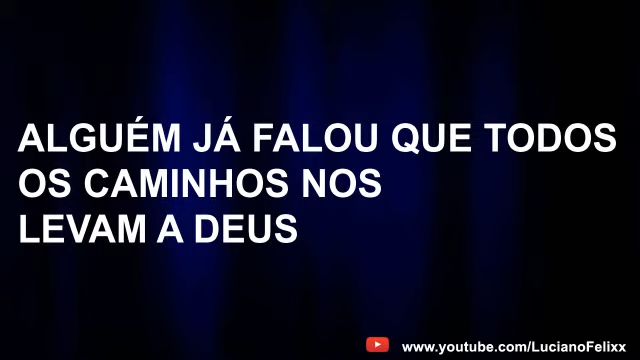 ALGUÉM JÁ FALOU QUE TODOS
OS CAMINHOS NOS
LEVAM A DEUS
www.youtube.com/LucianoFelixx